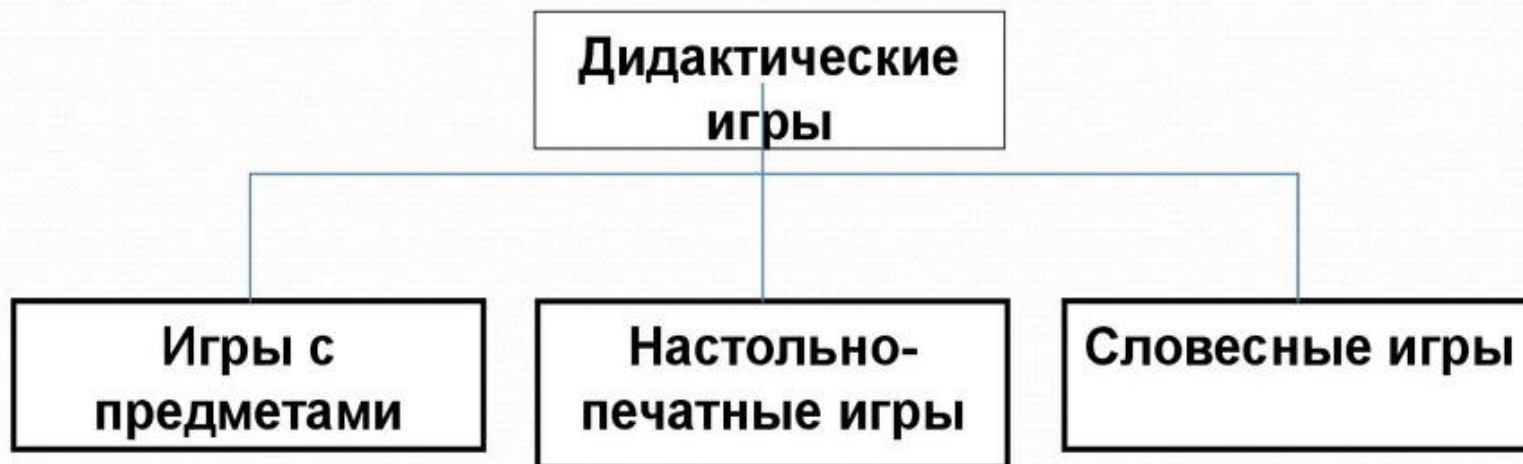 Дидактические
игры
Игры с
предметами
Настольно-
печатные игры
Словесные игры